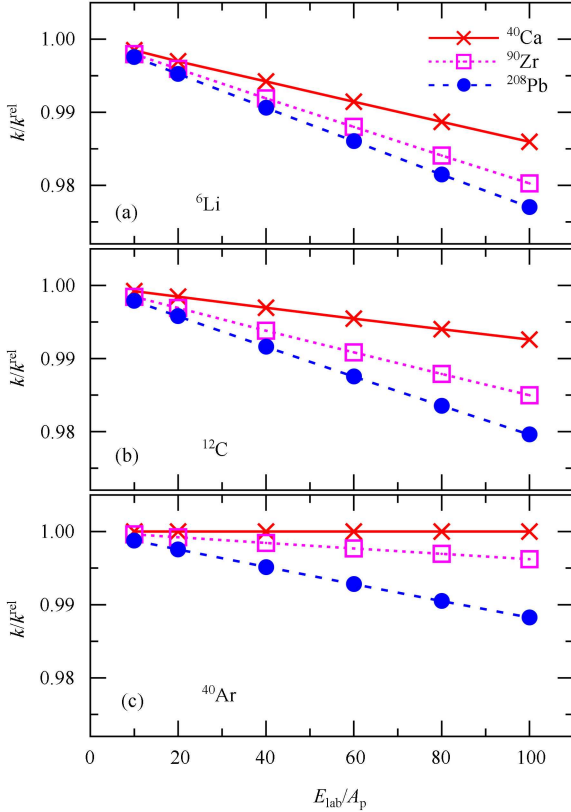 1.00
0.99
0.98
k/k^rel
⁴⁰Ca
⁹⁰Zr
²⁰⁸Pb
(a)
⁶Li
1.00
0.99
0.98
k/k^rel
(b)
¹²C
1.00
0.99
0.98
k/k^rel
(c)
⁴⁰Ar
0 20 40 60 80 100
E_lab/A_p